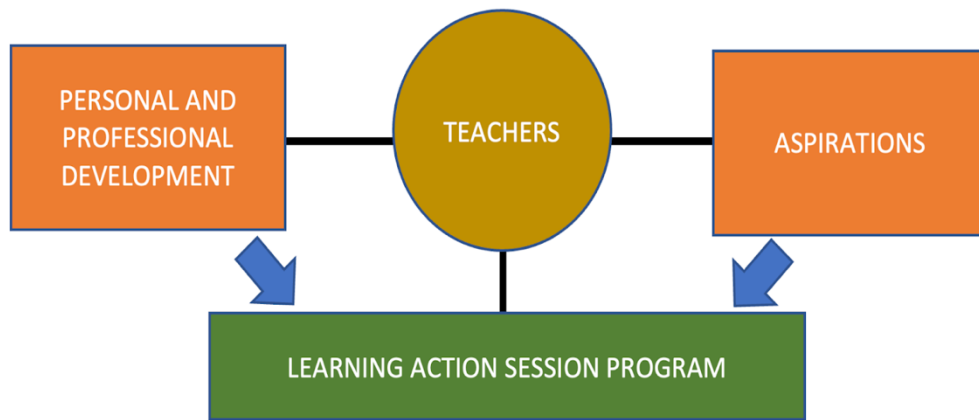 PERSONAL AND
PROFESSIONAL
DEVELOPMENT
TEACHERS
ASPIRATIONS
LEARNING ACTION SESSION PROGRAM